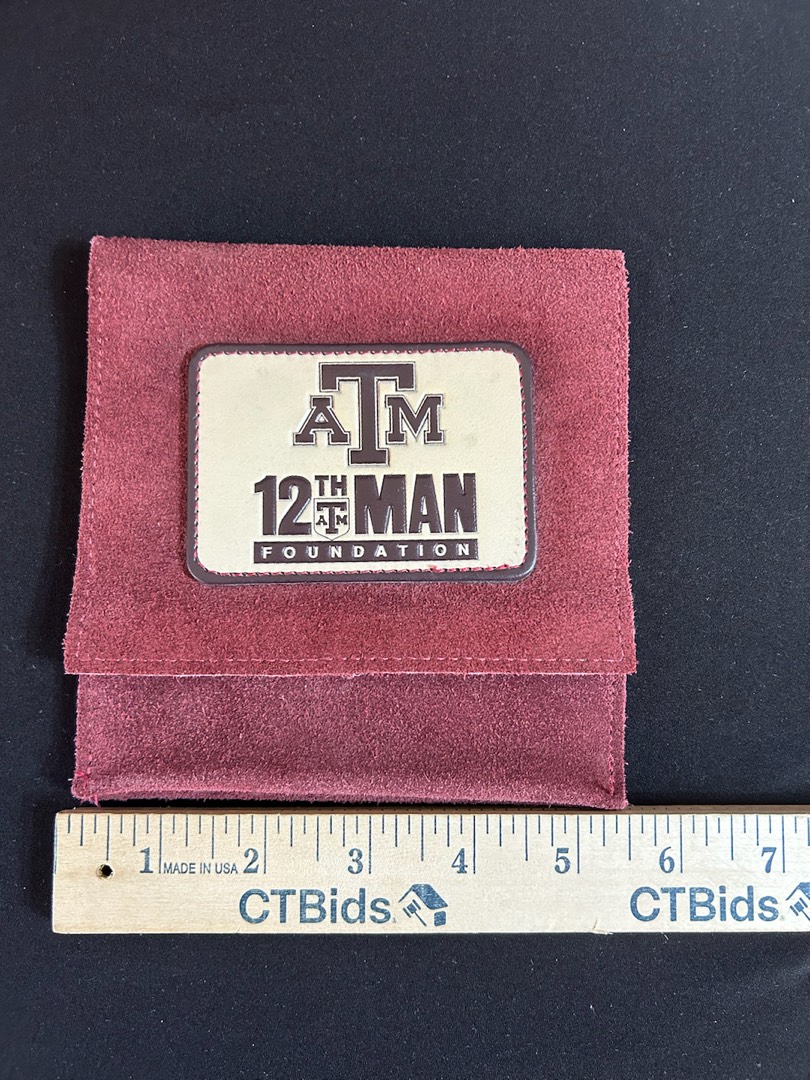 ATM
12TH MAN
ATM
FOUNDATION
1 MADE IN USA 2 3 4 5 6 7
CTBids CTBids